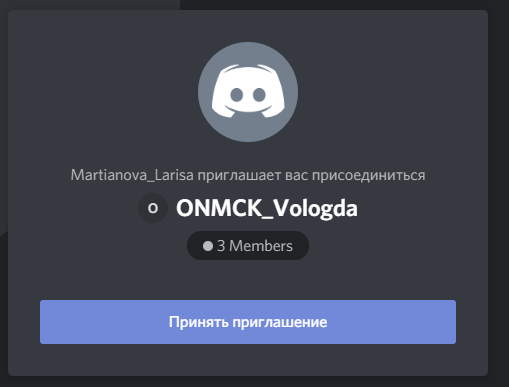 Martianova_Larisa приглашает вас присоединиться
O ONMCK_Vologda
3 Members
Принять приглашение